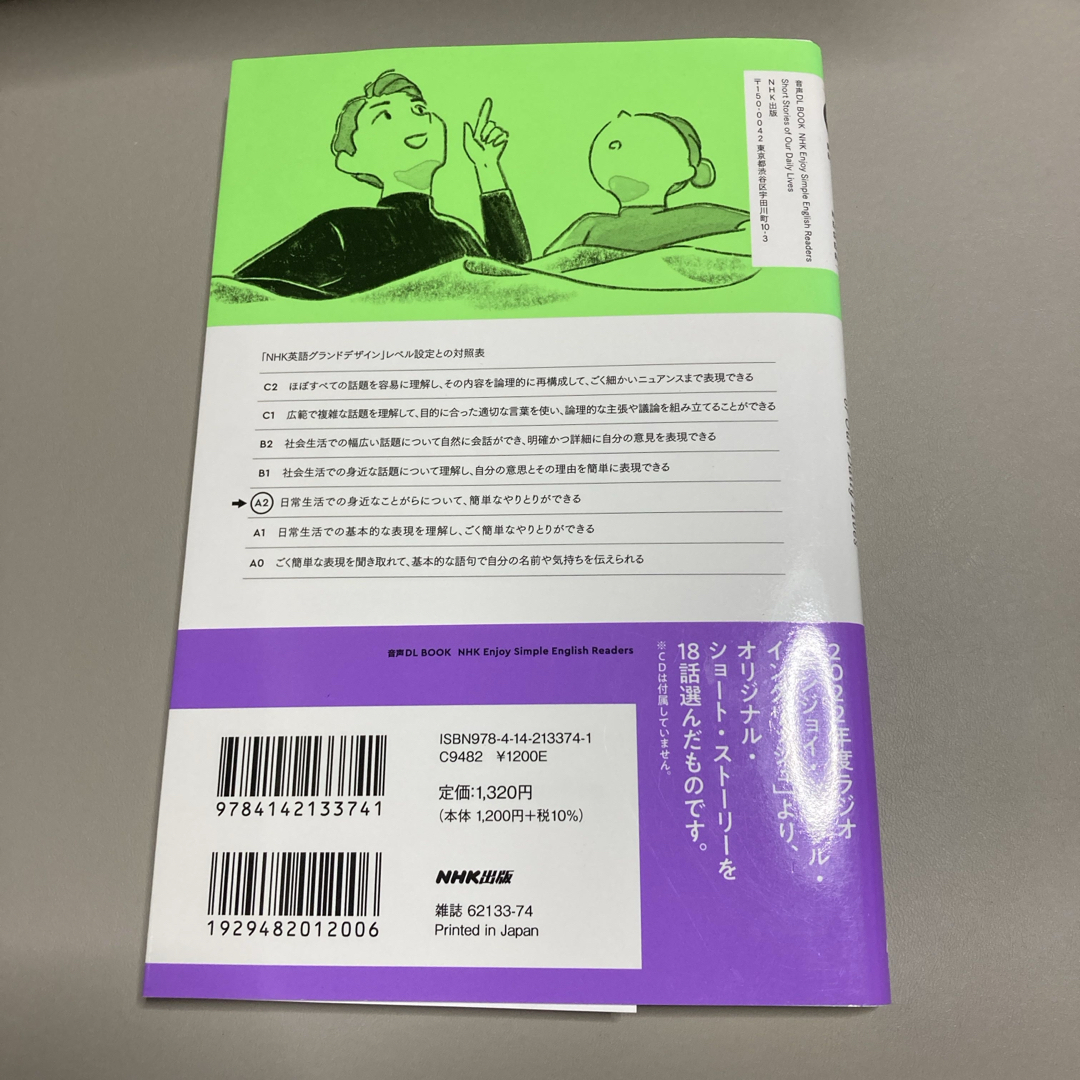 音声DL BOOK NHK Enjoy Simple English Readers
Short Stories of Our Daily Lives
NHK出版
〒150-0042 東京都渋谷区宇田川町10-3
「NHK英語グランドデザイン」レベル設定との対照表
C2 ほぼすべての話題を容易に理解し、その内容を論理的に再構成して、ごく細かいニュアンスまで表現できる
C1 広範で複雑な話題を理解して、目的に合った適切な言葉を使い、論理的な主張や議論を組み立てることができる
B2 社会生活での幅広い話題について自然に会話ができ、明確かつ詳細に自分の意見を表現できる
B1 社会生活での身近な話題について理解し、自分の意思とその理由を簡単に表現できる
→ A2 日常生活での身近なことがらについて、簡単なやりとりができる
A1 日常生活での基本的な表現を理解し、ごく簡単なやりとりができる
A0 ごく簡単な表現を聞き取れて、基本的な語句で自分の名前や気持ちを伝えられる
of Our Daily Lives
音声DL BOOK NHK Enjoy Simple English Readers
2022年度ラジオ
ンジョイ・ル・
」より、
オリジナル・
ショート・ストーリーを
18話選んだものです。
※CDは付属していません。
ISBN978-4-14-213374-1
C9482 ¥1200E
9784142133741
定価:1,320円
(本体 1,200円+税10%)
NHK出版
1929482012006
雑誌 62133-74
Printed in Japan